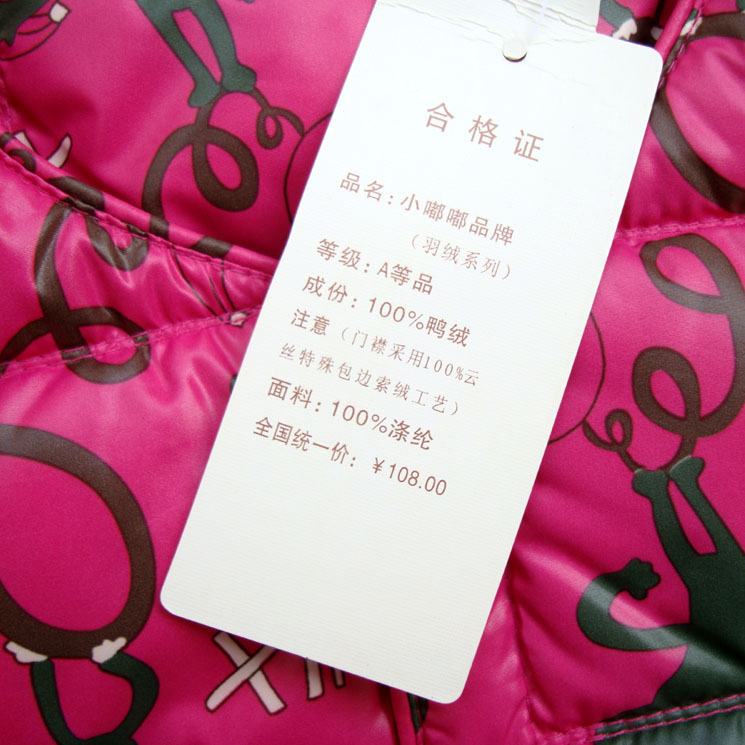 合格证
品名:小嘟嘟品牌
(羽绒系列)
等级:A等品
成份:100%鸭绒
注意(门襟采用100%云
丝特殊包边索绒工艺)
面料:100%涤纶
全国统一价:¥108.00